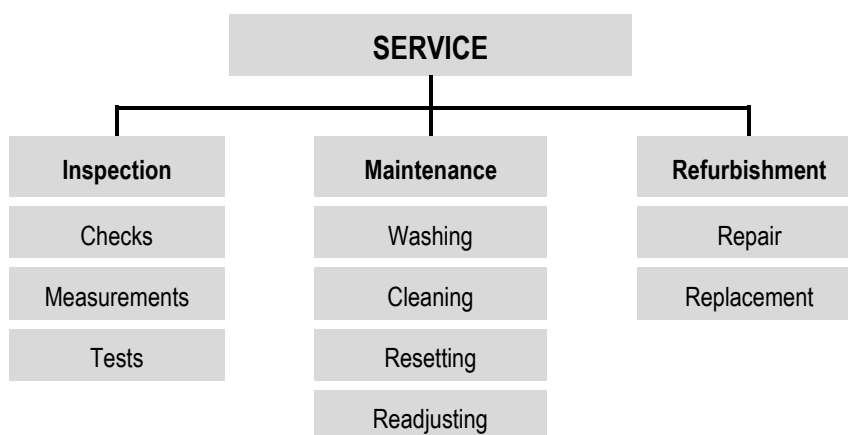 SERVICE
Inspection
Maintenance
Refurbishment
Checks
Washing
Repair
Measurements
Cleaning
Replacement
Tests
Resetting
Readjusting